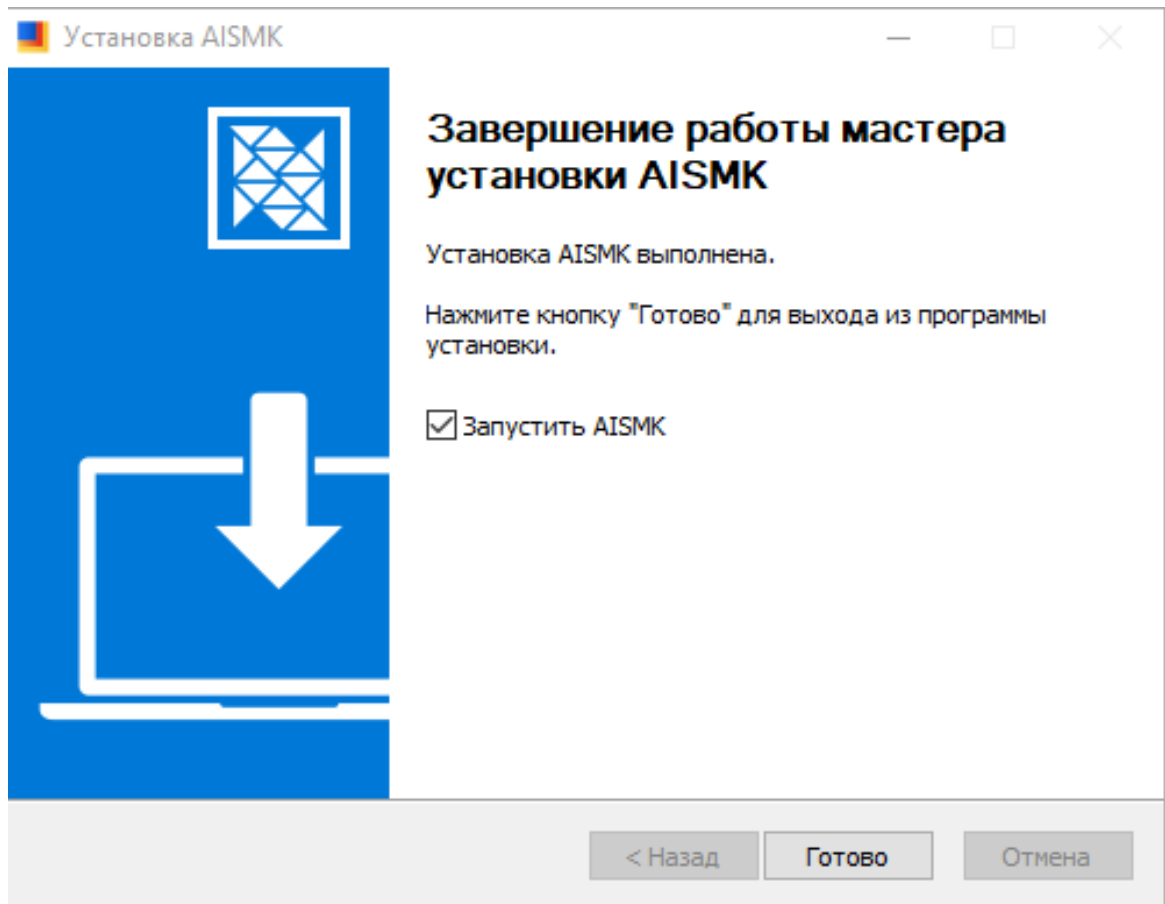 Установка AISMK
Завершение работы мастера
установки AISMK
Установка AISMK выполнена.
Нажмите кнопку "Готово" для выхода из программы
установки.
Запустить AISMK
< Назад
Готово
Отмена